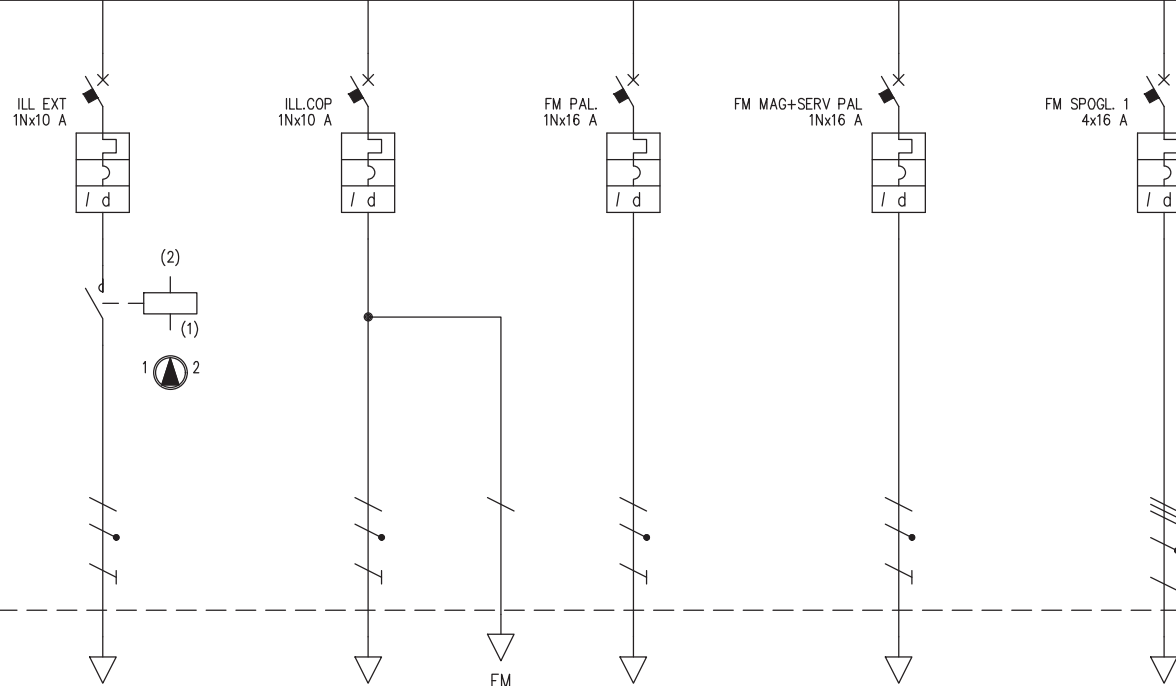 ILL EXT
1Nx10 A
ILL.COP
1Nx10 A
FM PAL.
1Nx16 A
FM MAG+SERV PAL
1Nx16 A
FM SPOGL. 1
4x16 A
I d
I d
I d
I d
I d
(2)
(1)
1 2
FM